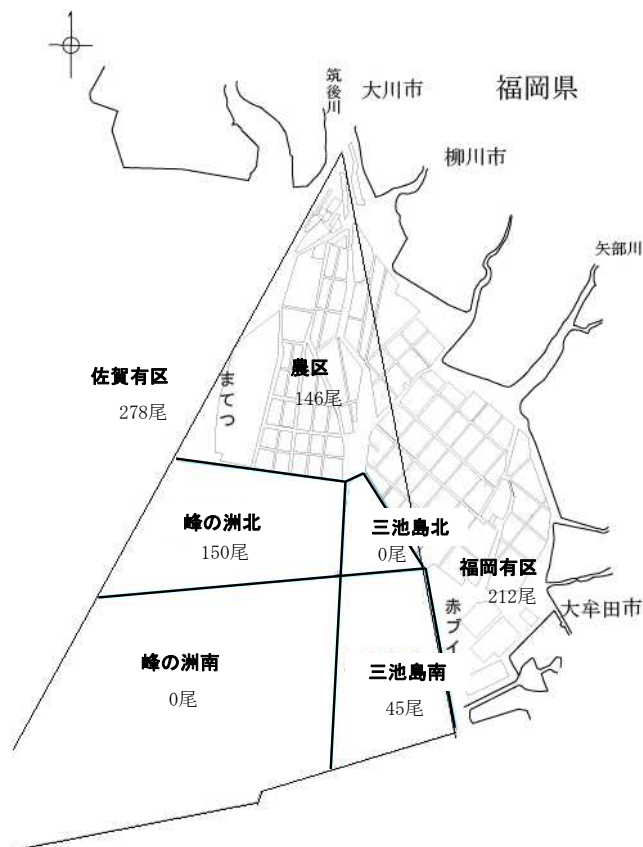 筑後川
大川市
福岡県
柳川市
矢部川
佐賀有区
278尾
まてつ
農区
146尾
峰の洲北
150尾
三池島北
0尾
福岡有区
212尾
大牟田市
赤ブイ
峰の洲南
0尾
三池島南
45尾